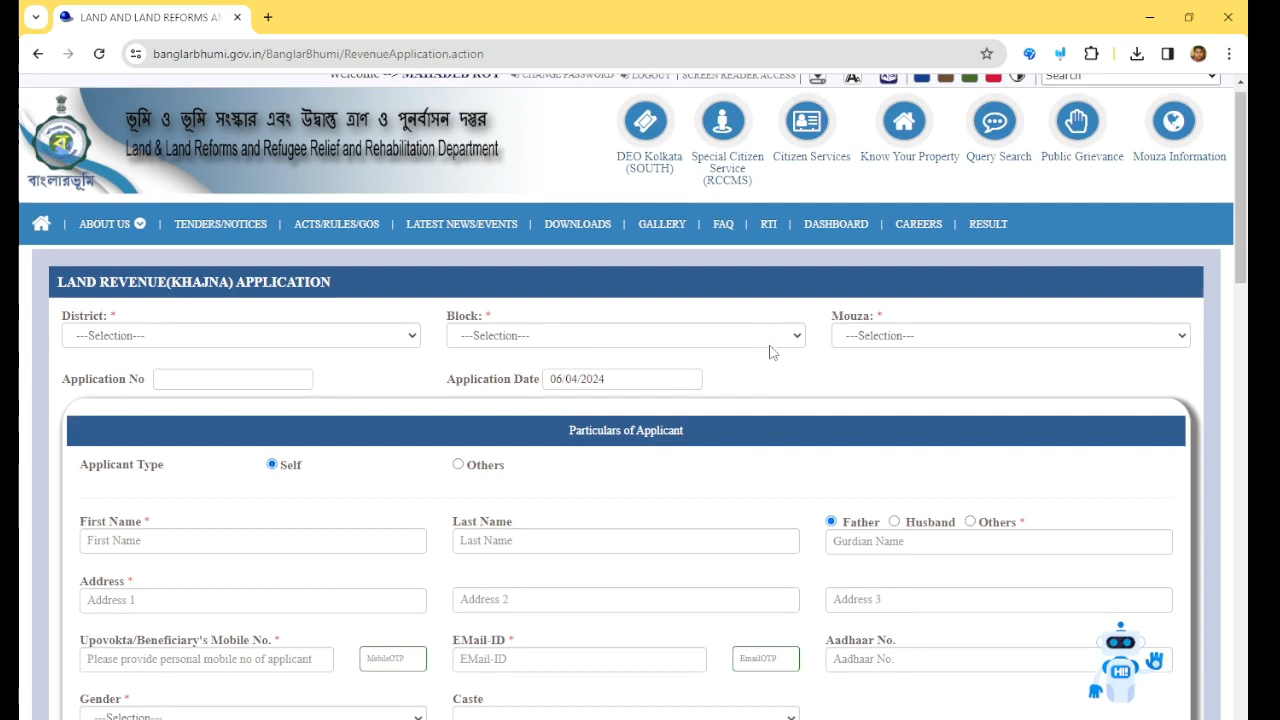 LAND AND LAND REFORMS AN
banglarbhumi.gov.in/BanglarBhumi/RevenueApplication.action
Welcome --> MAHADEB ROY CHANGE PASSWORD LOGOUT | SCREEN READER ACCESS | Search
ভূমি ও ভূমি সংস্কার এবং উদ্বাস্তু ত্রাণ ও পুনর্বাসন দপ্তর
Land & Land Reforms and Refugee Relief and Rehabilitation Department
বাংলারভূমি
DEO Kolkata (SOUTH)
Special Citizen Service (RCCMS)
Citizen Services
Know Your Property
Query Search
Public Grievance
Mouza Information
| ABOUT US | TENDERS/NOTICES | ACTS/RULES/GOS | LATEST NEWS/EVENTS | DOWNLOADS | GALLERY | FAQ | RTI | DASHBOARD | CAREERS | RESULT
LAND REVENUE(KHAJNA) APPLICATION
District: * Block: * Mouza: *
---Selection--- ---Selection--- ---Selection---
Application No Application Date 06/04/2024
Particulars of Applicant
Applicant Type Self Others
First Name * Last Name Father Husband Others *
First Name Last Name Gurdian Name
Address *
Address 1 Address 2 Address 3
Upovokta/Beneficiary's Mobile No. * EMail-ID * Aadhaar No.
Please provide personal mobile no of applicant MobileOTP EMail-ID EmailOTP Aadhaar No.
HI!
Gender * Caste
---Selection---